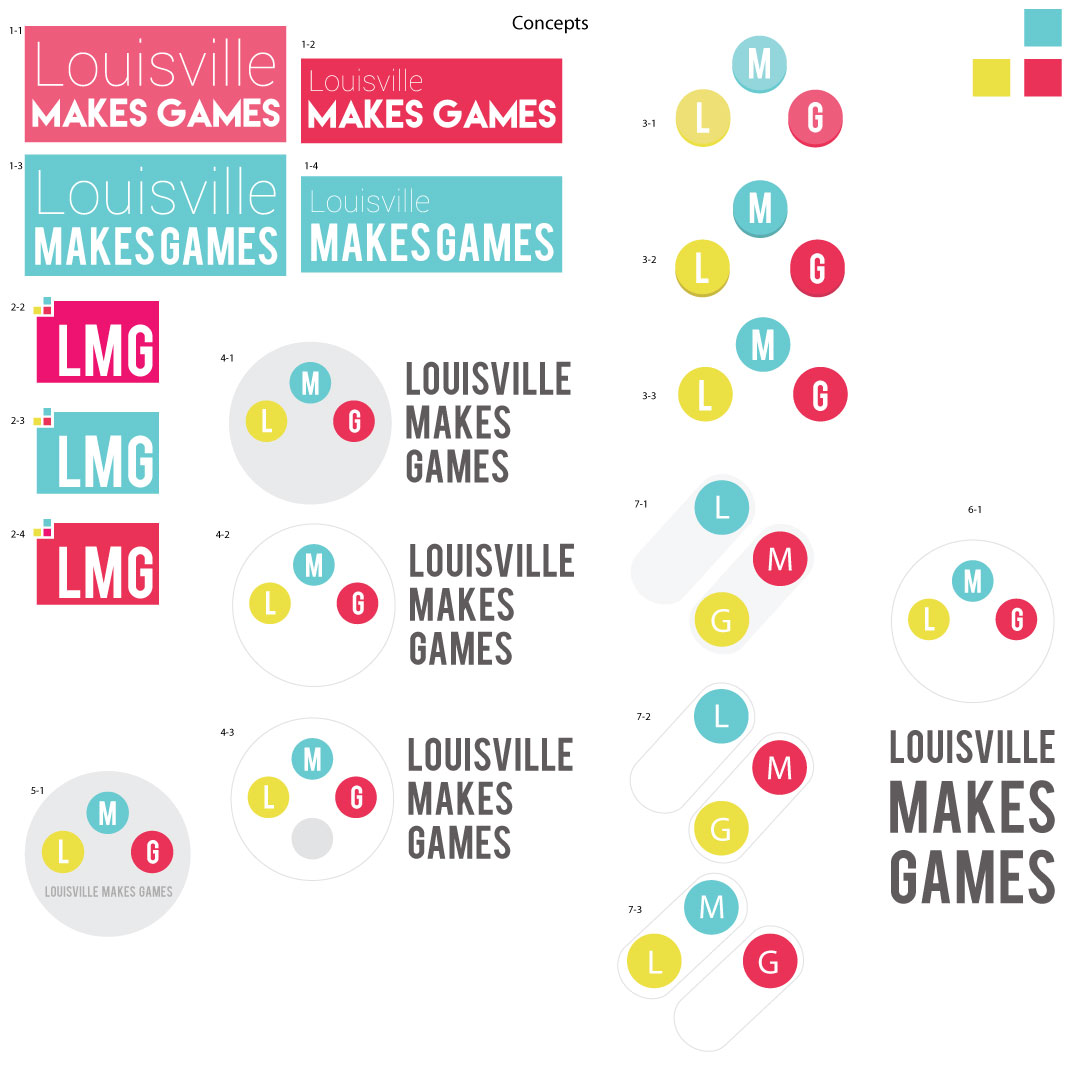 Concepts
1-1
Louisville
MAKES GAMES
1-2
Louisville
MAKES GAMES
1-3
Louisville
MAKES GAMES
1-4
Louisville
MAKES GAMES
2-2
LMG
2-3
LMG
2-4
LMG
3-1
M
L
G
3-2
M
L
G
3-3
M
L
G
4-1
M
L
G
LOUISVILLE
MAKES
GAMES
4-2
M
L
G
LOUISVILLE
MAKES
GAMES
4-3
M
L
G
LOUISVILLE
MAKES
GAMES
5-1
M
L
G
LOUISVILLE MAKES GAMES
7-1
L
M
G
7-2
L
M
G
7-3
M
L
G
6-1
M
L
G
LOUISVILLE
MAKES
GAMES